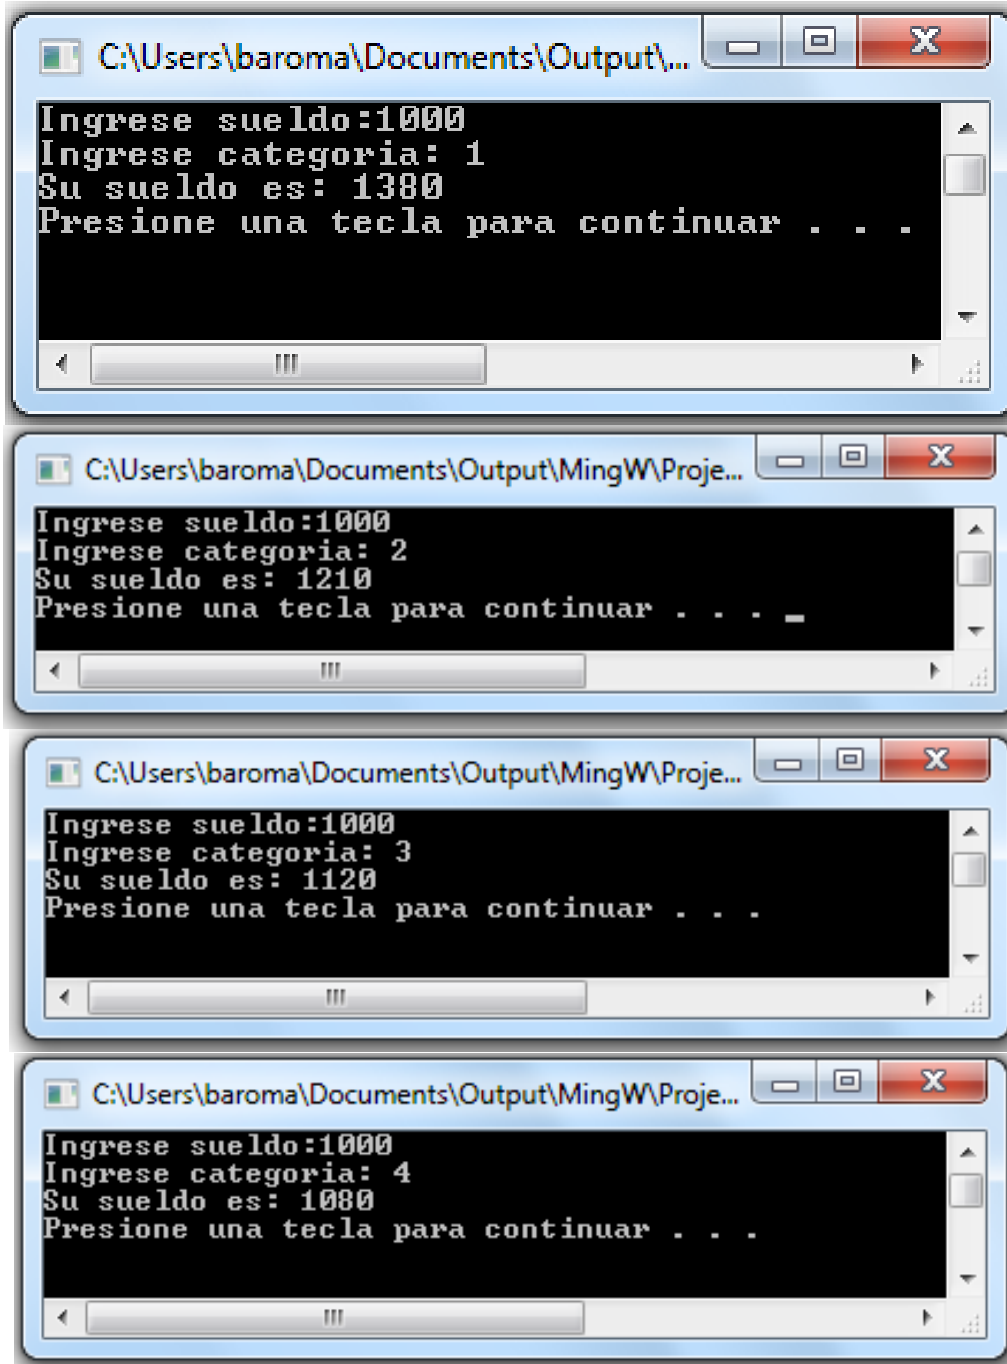 C:\Users\baroma\Documents\Output\...
Ingrese sueldo:1000
Ingrese categoria: 1
Su sueldo es: 1380
Presione una tecla para continuar . . .
C:\Users\baroma\Documents\Output\MingW\Proje...
Ingrese sueldo:1000
Ingrese categoria: 2
Su sueldo es: 1210
Presione una tecla para continuar . . . _
C:\Users\baroma\Documents\Output\MingW\Proje...
Ingrese sueldo:1000
Ingrese categoria: 3
Su sueldo es: 1120
Presione una tecla para continuar . . .
C:\Users\baroma\Documents\Output\MingW\Proje...
Ingrese sueldo:1000
Ingrese categoria: 4
Su sueldo es: 1080
Presione una tecla para continuar . . .